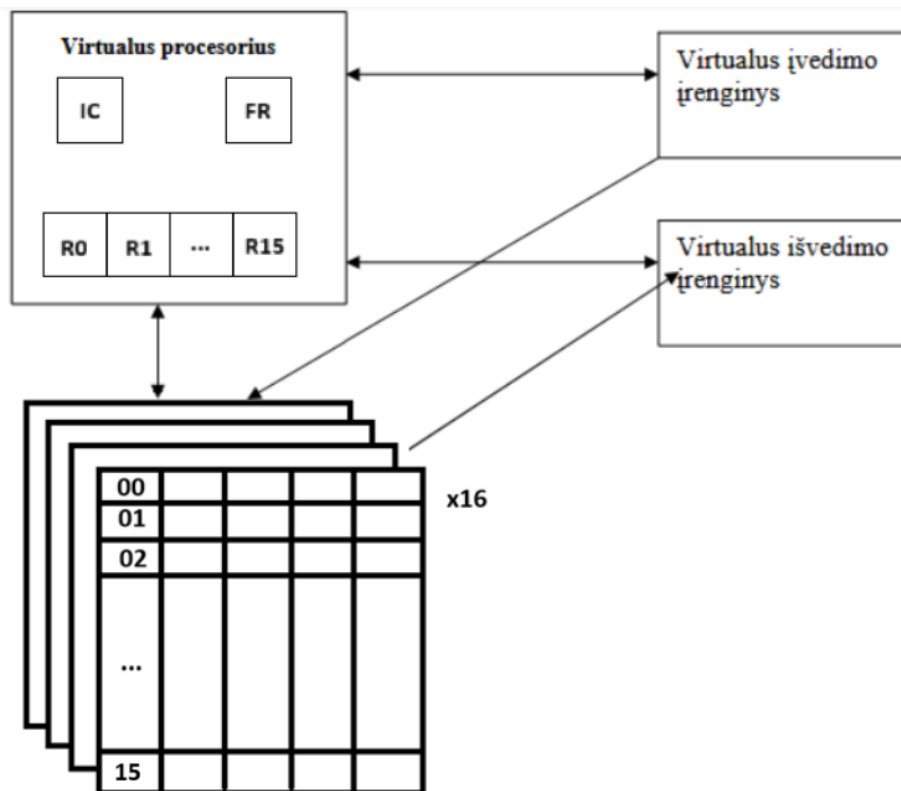 Virtualus procesorius
IC
FR
R0 R1 ... R15
Virtualus įvedimo
įrenginys
Virtualus išvedimo
įrenginys
00
01
02
...
15
x16